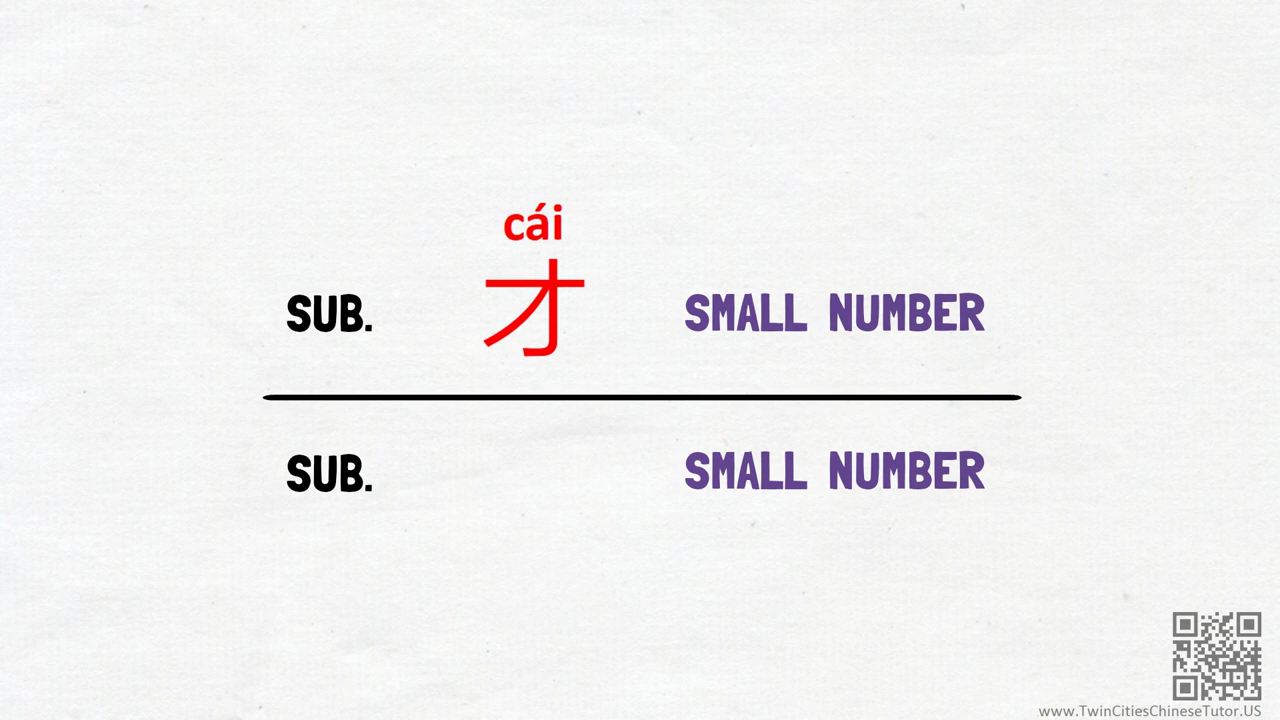 cái
SUB. 才 SMALL NUMBER
SUB. SMALL NUMBER
www.TwinCitiesChineseTutor.US